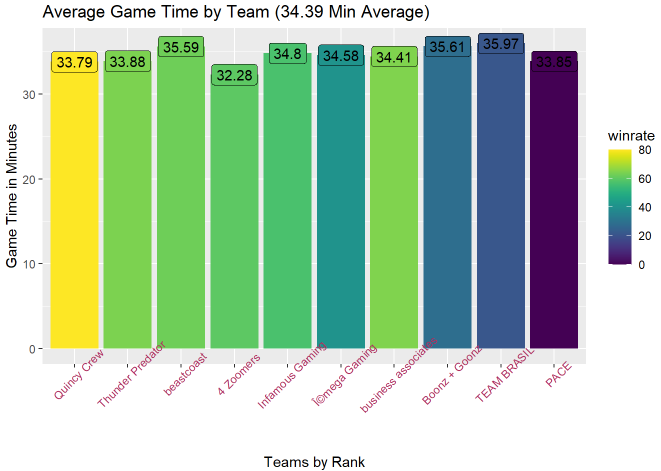 Average Game Time by Team (34.39 Min Average)
Game Time in Minutes
30
20
10
0
33.79
33.88
35.59
32.28
34.8
34.58
34.41
35.61
35.97
33.85
Quincy Crew
Thunder Predator
beastcoast
4 Zoomers
Infamous Gaming
Ï©mega Gaming
business associates
Boonz + Goonz
TEAM BRASIL
PACE
Teams by Rank
winrate
80
60
40
20
0